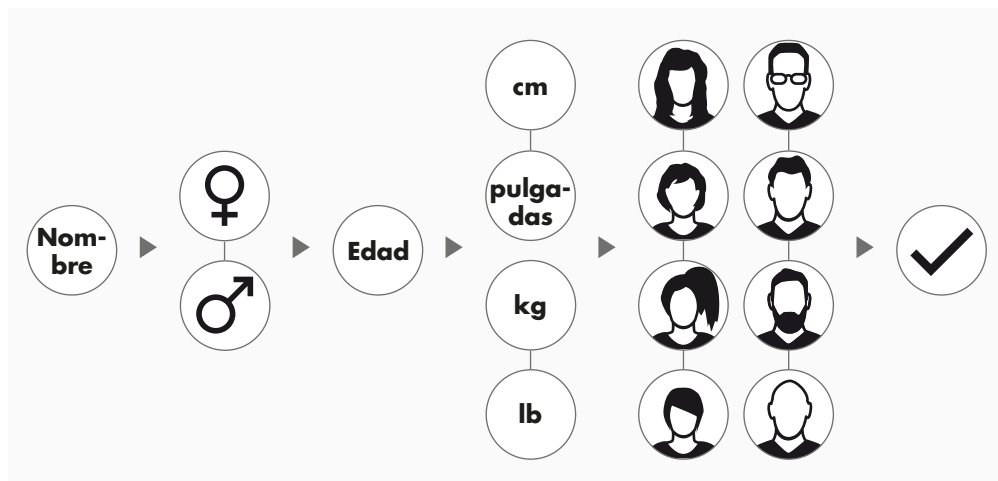 Nom-
bre
Edad
cm
pulga-
das
kg
lb